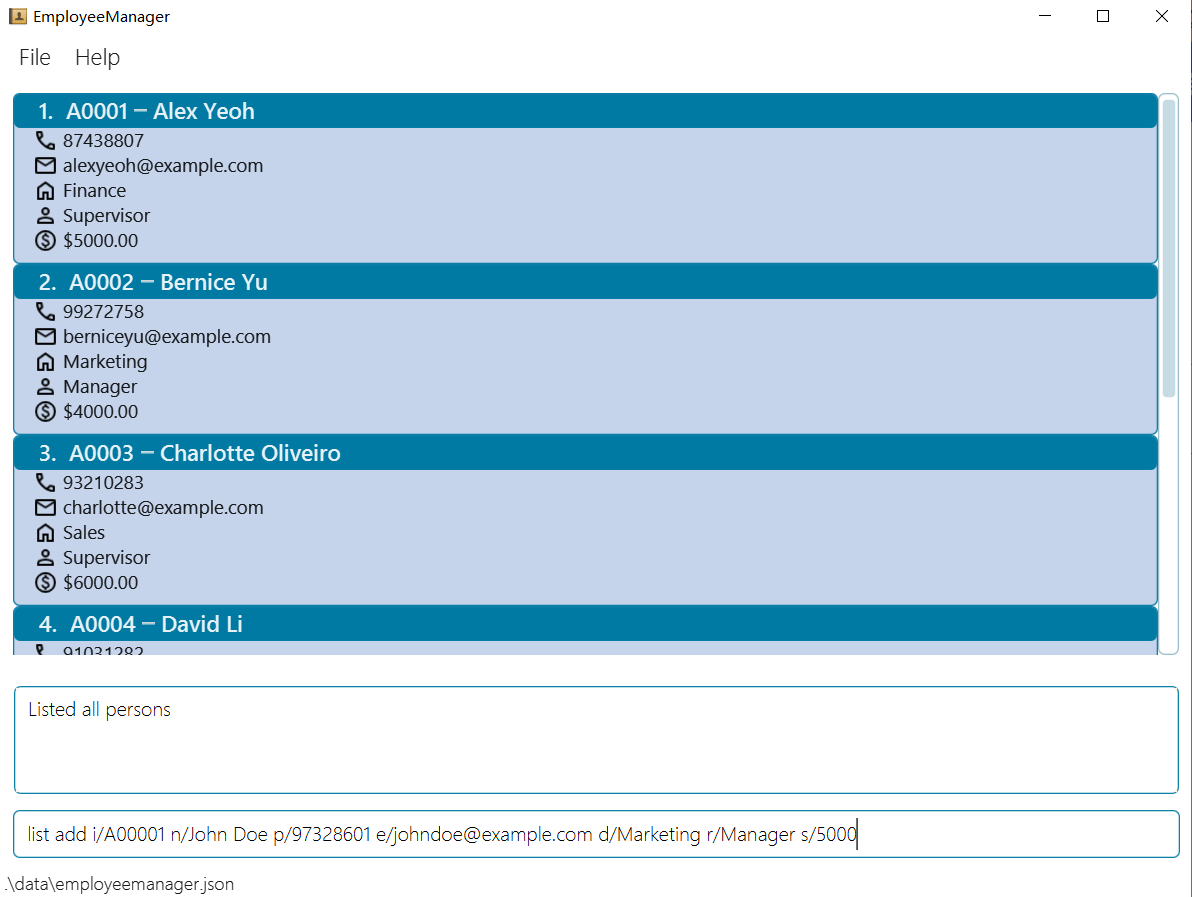 EmployeeManager
File Help
1. A0001 – Alex Yeoh
87438807
alexyeoh@example.com
Finance
Supervisor
$5000.00
2. A0002 – Bernice Yu
99272758
berniceyu@example.com
Marketing
Manager
$4000.00
3. A0003 – Charlotte Oliveiro
93210283
charlotte@example.com
Sales
Supervisor
$6000.00
4. A0004 – David Li
91031282
Listed all persons
list add i/A00001 n/John Doe p/97328601 e/johndoe@example.com d/Marketing r/Manager s/5000
.\data\employeemanager.json